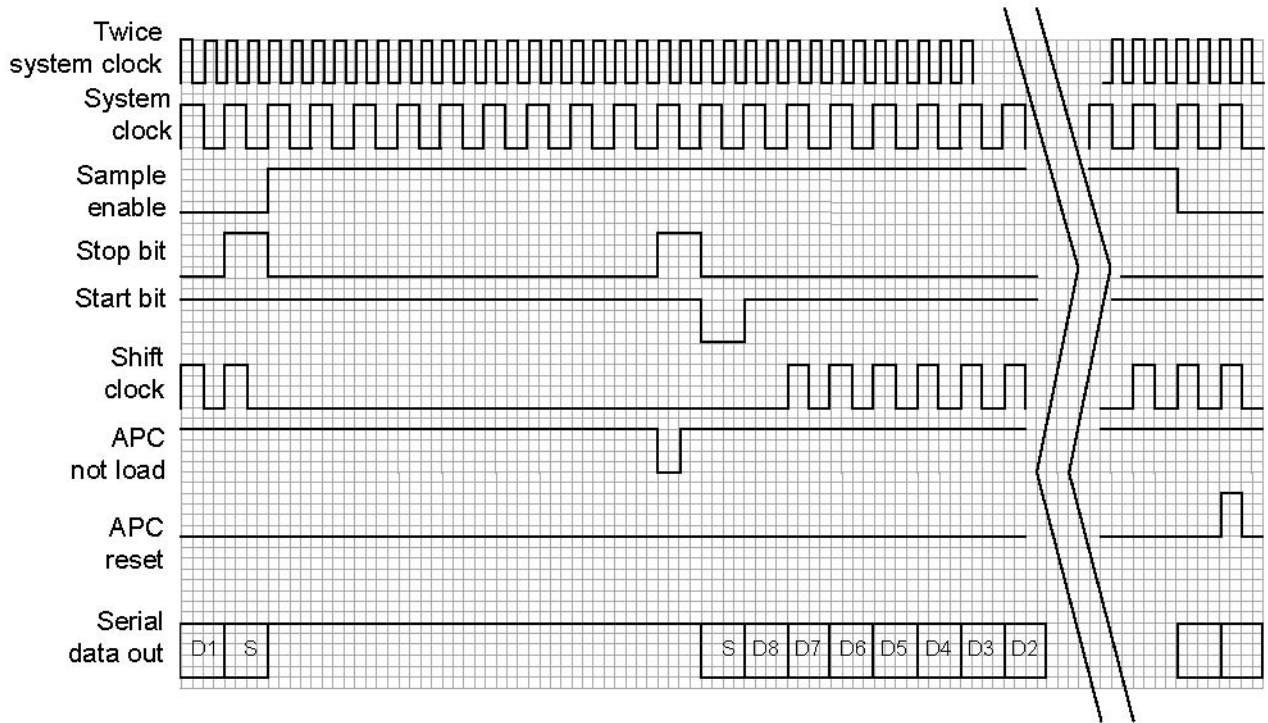 Twice
system clock
System
clock
Sample
enable
Stop bit
Start bit
Shift
clock
APC
not load
APC
reset
Serial
data out
D1 S S D8 D7 D6 D5 D4 D3 D2